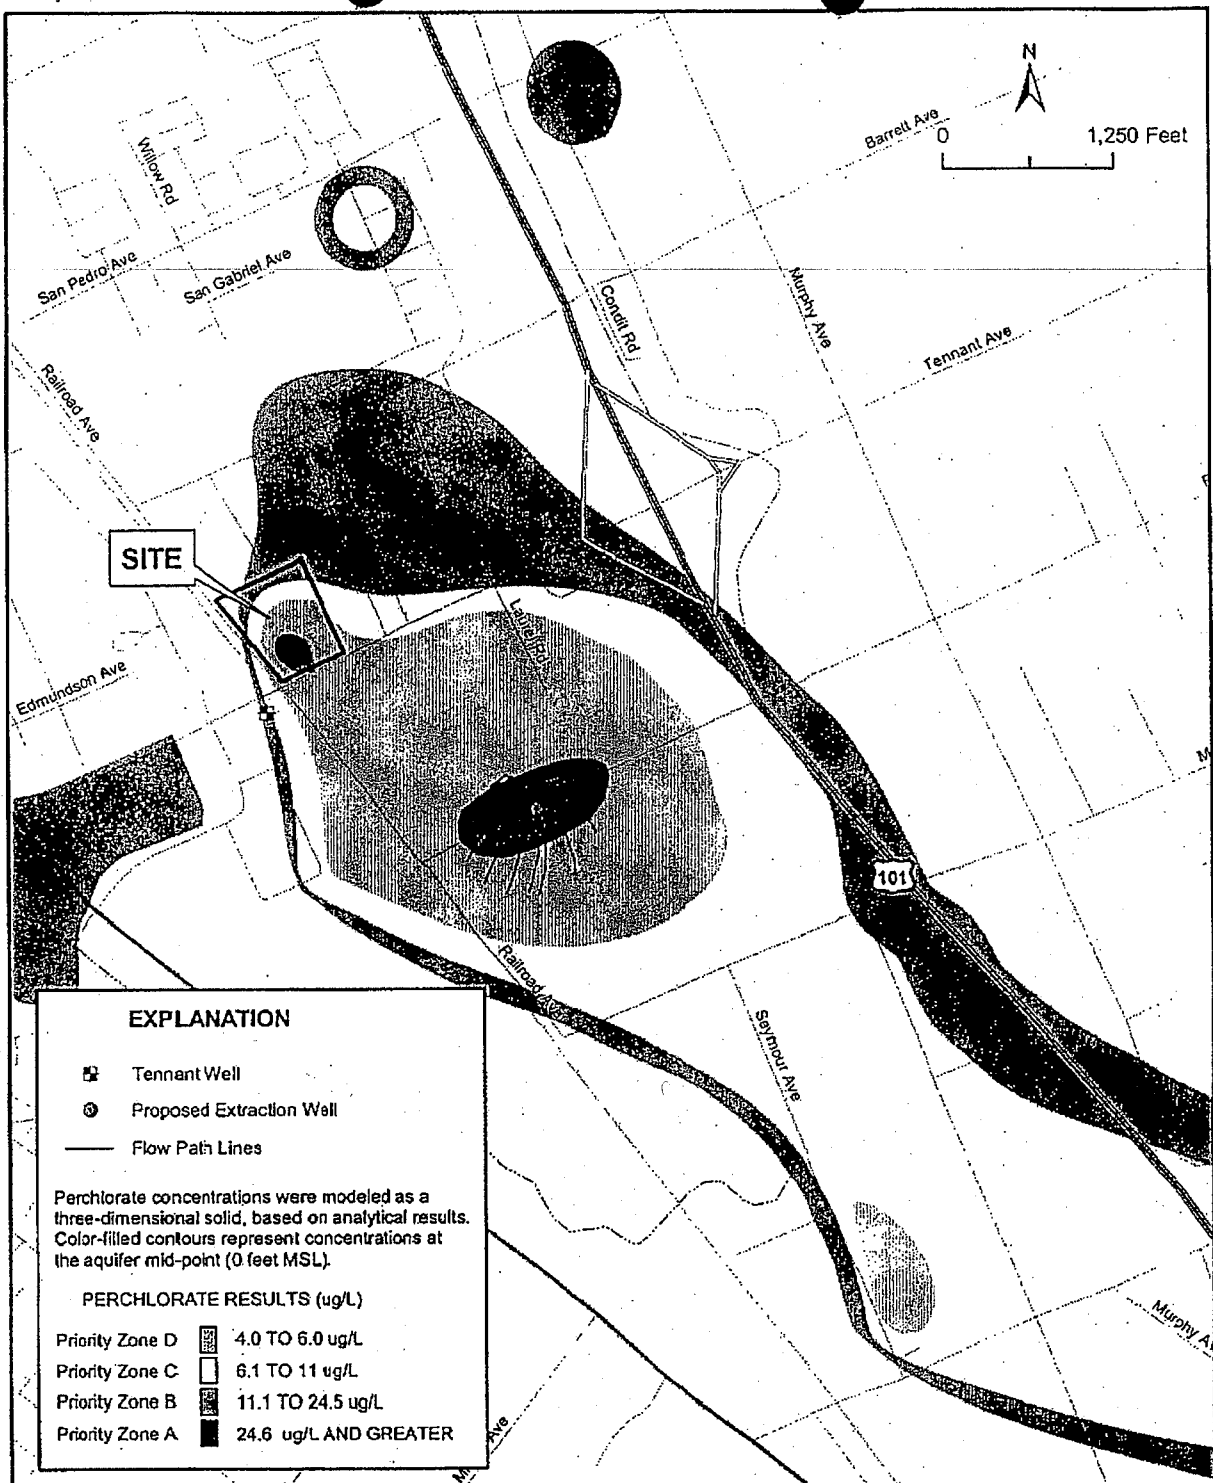 N
0 1,250 Feet
Barrett Ave
Willow Rd
San Pedro Ave
San Gabriel Ave
Condit Rd
Murphy Ave
Tennant Ave
Railroad Ave
SITE
Edmundson Ave
101
Railroad Ave
Seymour Ave
Murphy Av
Ave
EXPLANATION
Tennant Well
Proposed Extraction Well
Flow Path Lines
Perchlorate concentrations were modeled as a
three-dimensional solid, based on analytical results.
Color-filled contours represent concentrations at
the aquifer mid-point (0 feet MSL).
PERCHLORATE RESULTS (ug/L)
Priority Zone D 4.0 TO 6.0 ug/L
Priority Zone C 6.1 TO 11 ug/L
Priority Zone B 11.1 TO 24.5 ug/L
Priority Zone A 24.6 ug/L AND GREATER